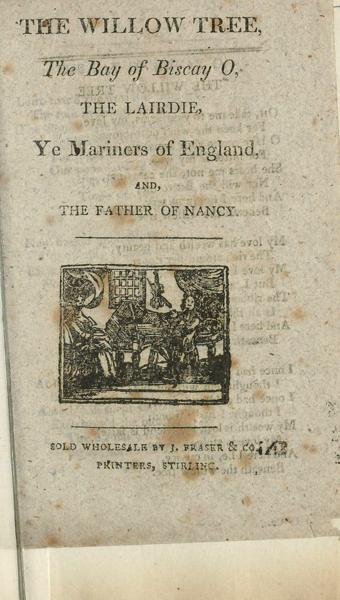 THE WILLOW TREE,
The Bay of Biscay O,
THE LAIRDIE,
Ye Mariners of England,
AND,
THE FATHER OF NANCY.
SOLD WHOLESALE BY J. FRASER & CO.
PRINTERS, STIRLING.